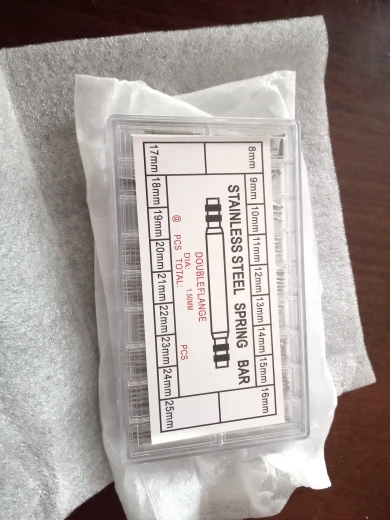 8mm 9mm 10mm 11mm 12mm 13mm 14mm 15mm 16mm
STAINLESS STEEL SPRING BAR
DOUBLEFLANGE
DIA: 1.50MM
@ PCS TOTAL: PCS
17mm 18mm 19mm 20mm 21mm 22mm 23mm 24mm 25mm